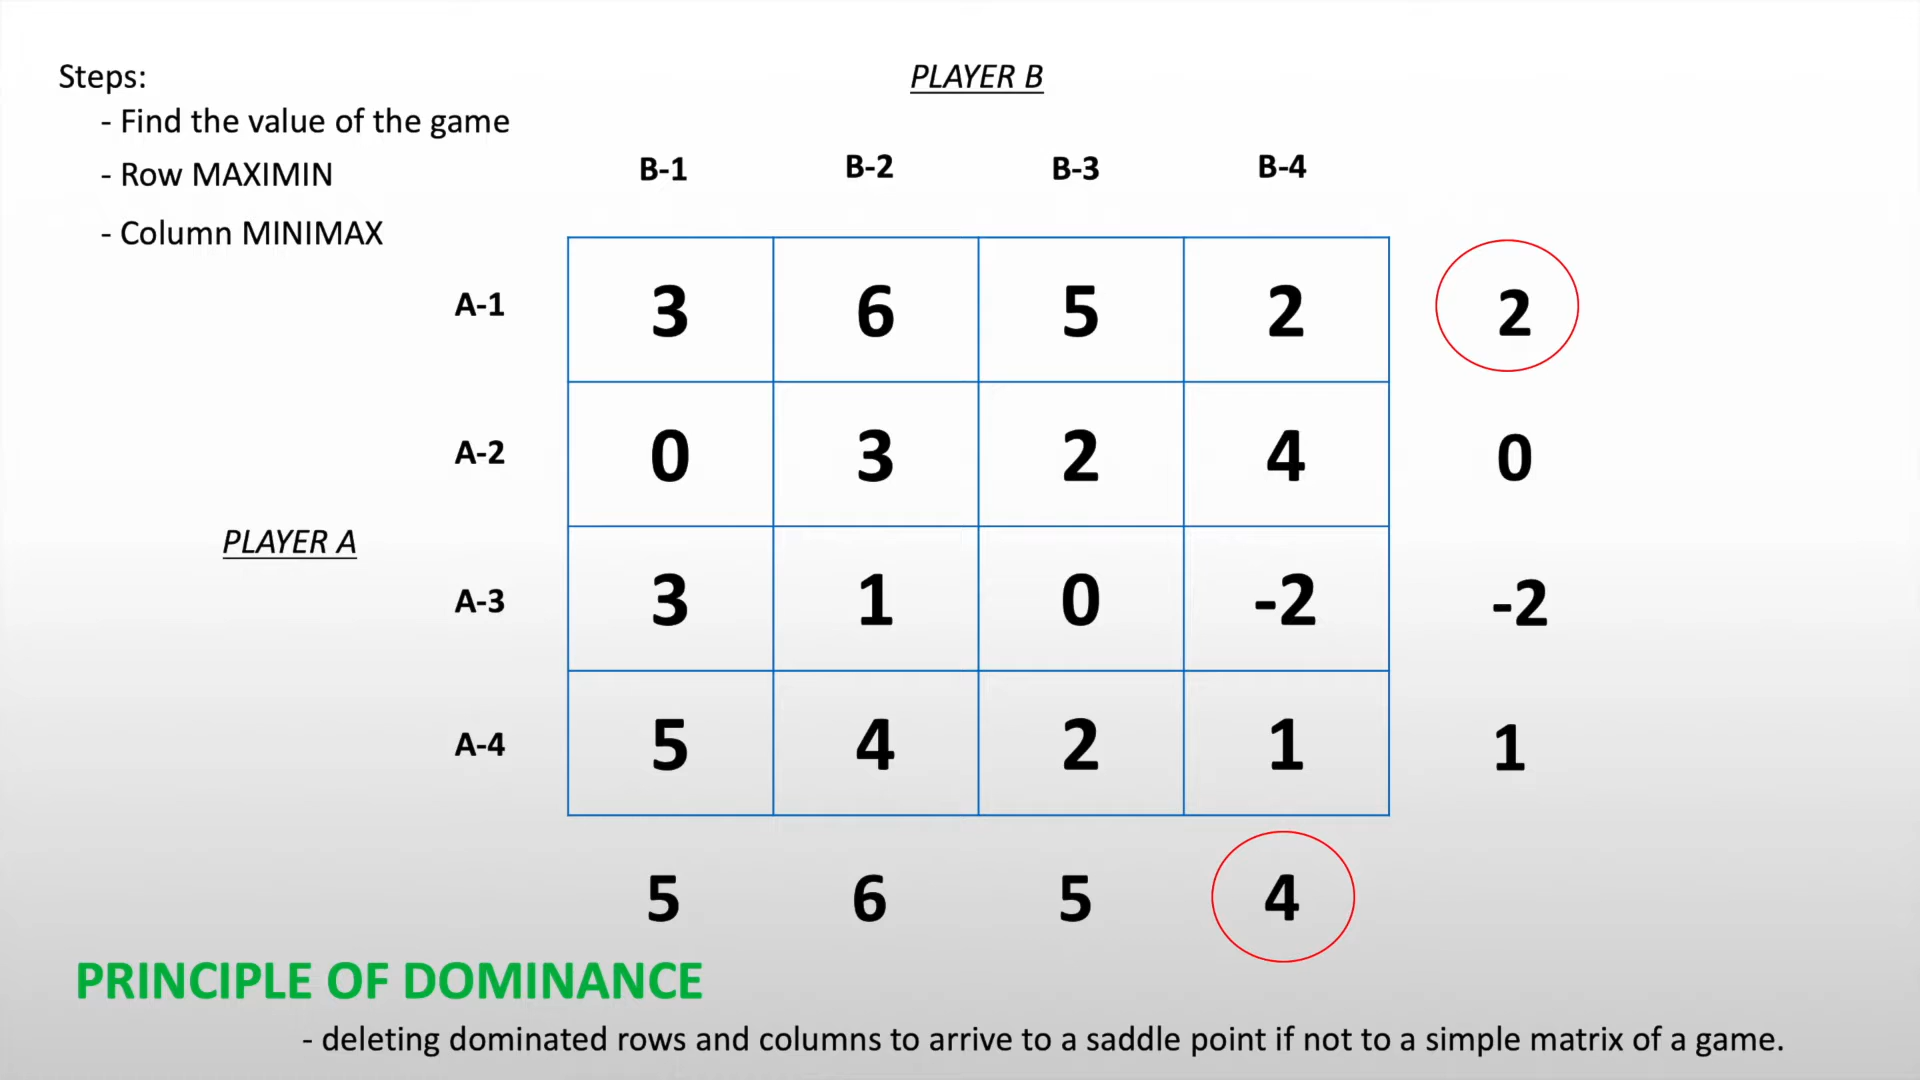 Steps:
- Find the value of the game
- Row MAXIMIN
- Column MINIMAX
PLAYER B
B-1 B-2 B-3 B-4
A-1 3 6 5 2 2
A-2 0 3 2 4 0
PLAYER A
A-3 3 1 0 -2 -2
A-4 5 4 2 1 1
5 6 5 4
PRINCIPLE OF DOMINANCE
- deleting dominated rows and columns to arrive to a saddle point if not to a simple matrix of a game.